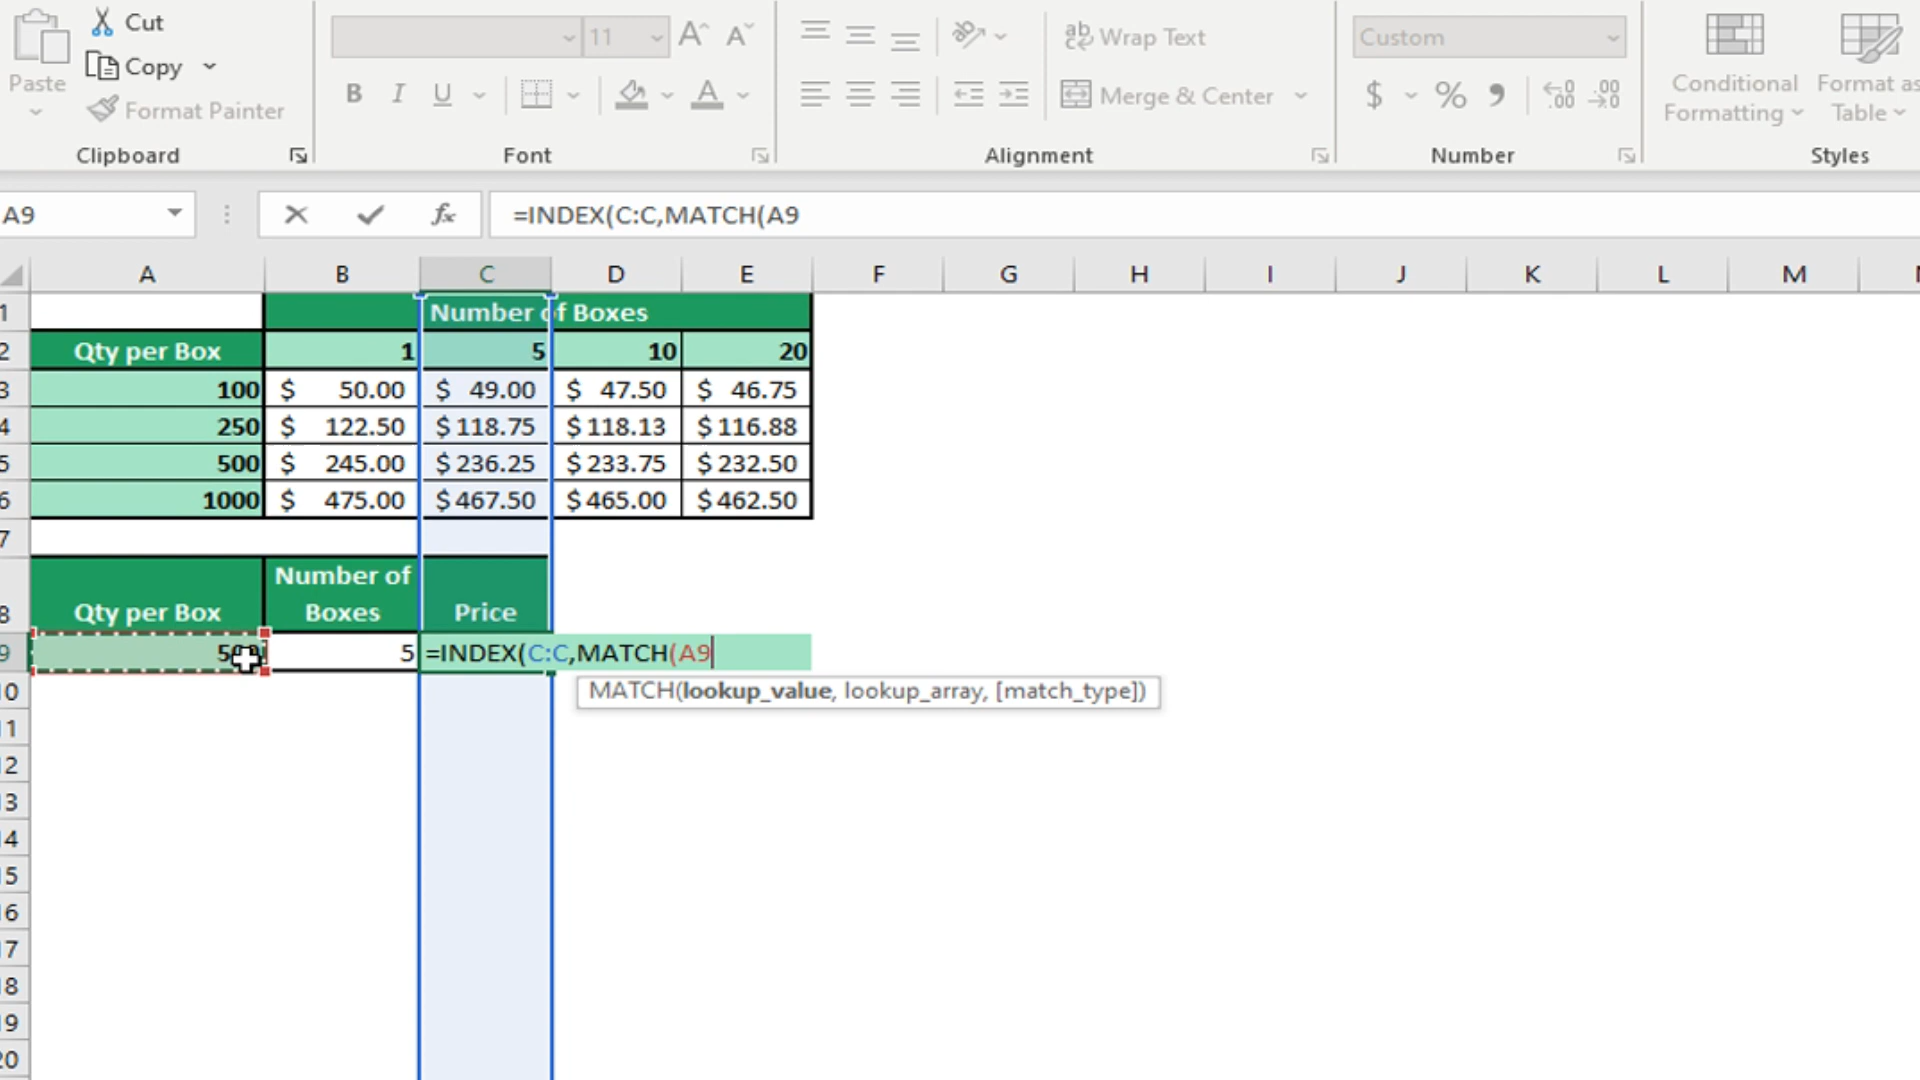 Cut
Copy
Paste
Format Painter
Clipboard
11
B I U
Font
ab
c
Wrap Text
Merge & Center
Alignment
Custom
$ % 9
Number
Conditional
Formatting
Format as
Table
Styles
A9
fx
=INDEX(C:C,MATCH(A9
A B C D E F G H I J K L M
1 Number of Boxes
2 Qty per Box 1 5 10 20
3 100 $ 50.00 $ 49.00 $ 47.50 $ 46.75
4 250 $ 122.50 $ 118.75 $ 118.13 $ 116.88
5 500 $ 245.00 $ 236.25 $ 233.75 $ 232.50
6 1000 $ 475.00 $ 467.50 $ 465.00 $ 462.50
7
Number of
8 Qty per Box Boxes Price
9 5 =INDEX(C:C,MATCH(A9
MATCH(lookup_value, lookup_array, [match_type])
10
11
12
13
14
15
16
17
18
19
20